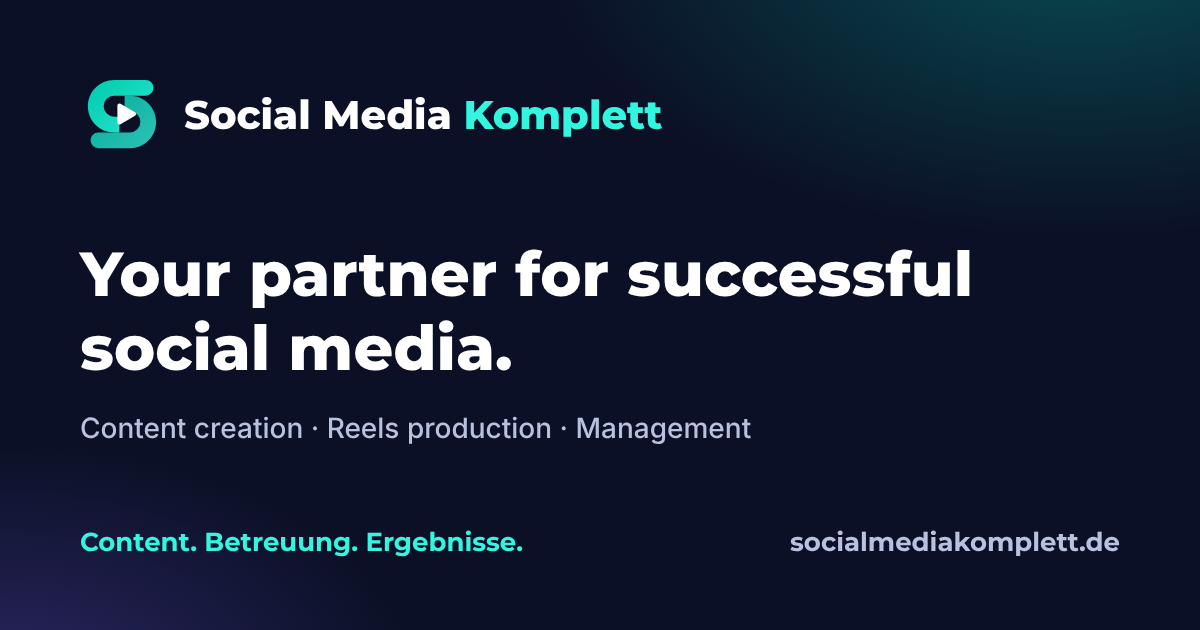 Social Media Komplett
Your partner for successful
social media.
Content creation · Reels production · Management
Content. Betreuung. Ergebnisse.
socialmediakomplett.de